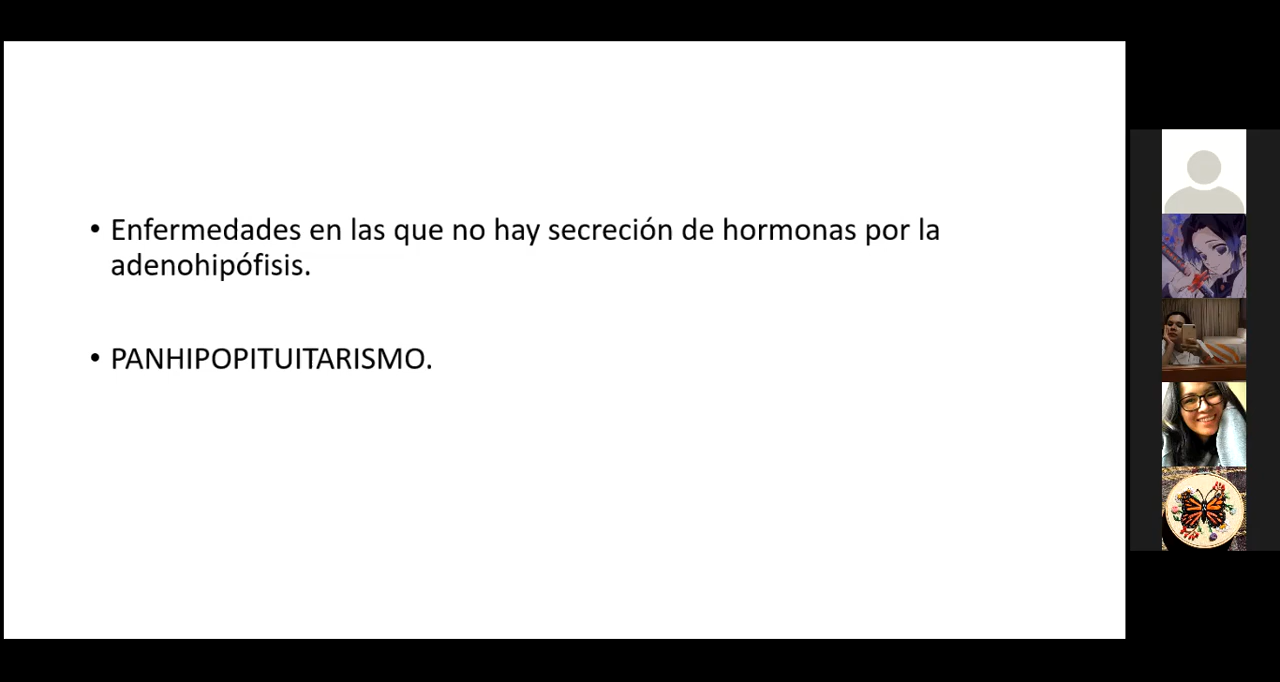 • Enfermedades en las que no hay secreción de hormonas por la
adenohipófisis.
• PANHIPOPITUITARISMO.